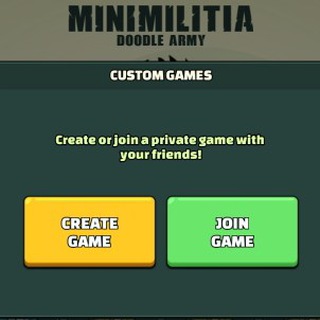 MINIMILITIA
DOODLE ARMY
CUSTOM GAMES
Create or join a private game with
your friends!
CREATE
GAME
JOIN
GAME